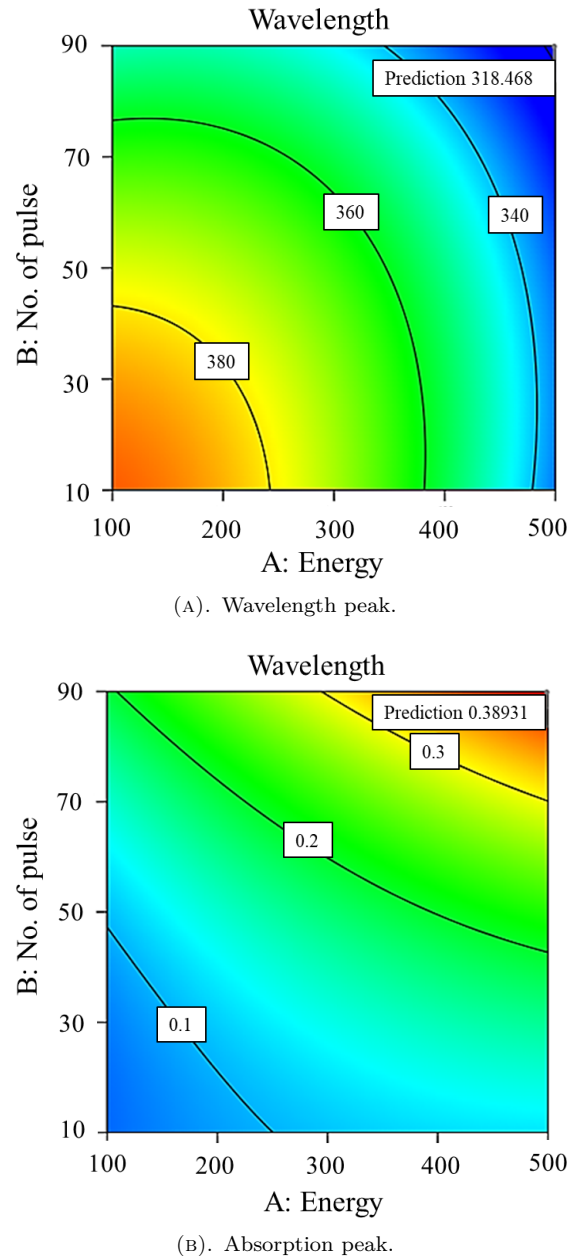 Wavelength
90
Prediction 318.468
70
360
340
50
B: No. of pulse
380
30
10
100 200 300 400 500
A: Energy
(A). Wavelength peak.
Wavelength
90
Prediction 0.38931
0.3
70
0.2
50
B: No. of pulse
0.1
30
10
100 200 300 400 500
A: Energy
(B). Absorption peak.